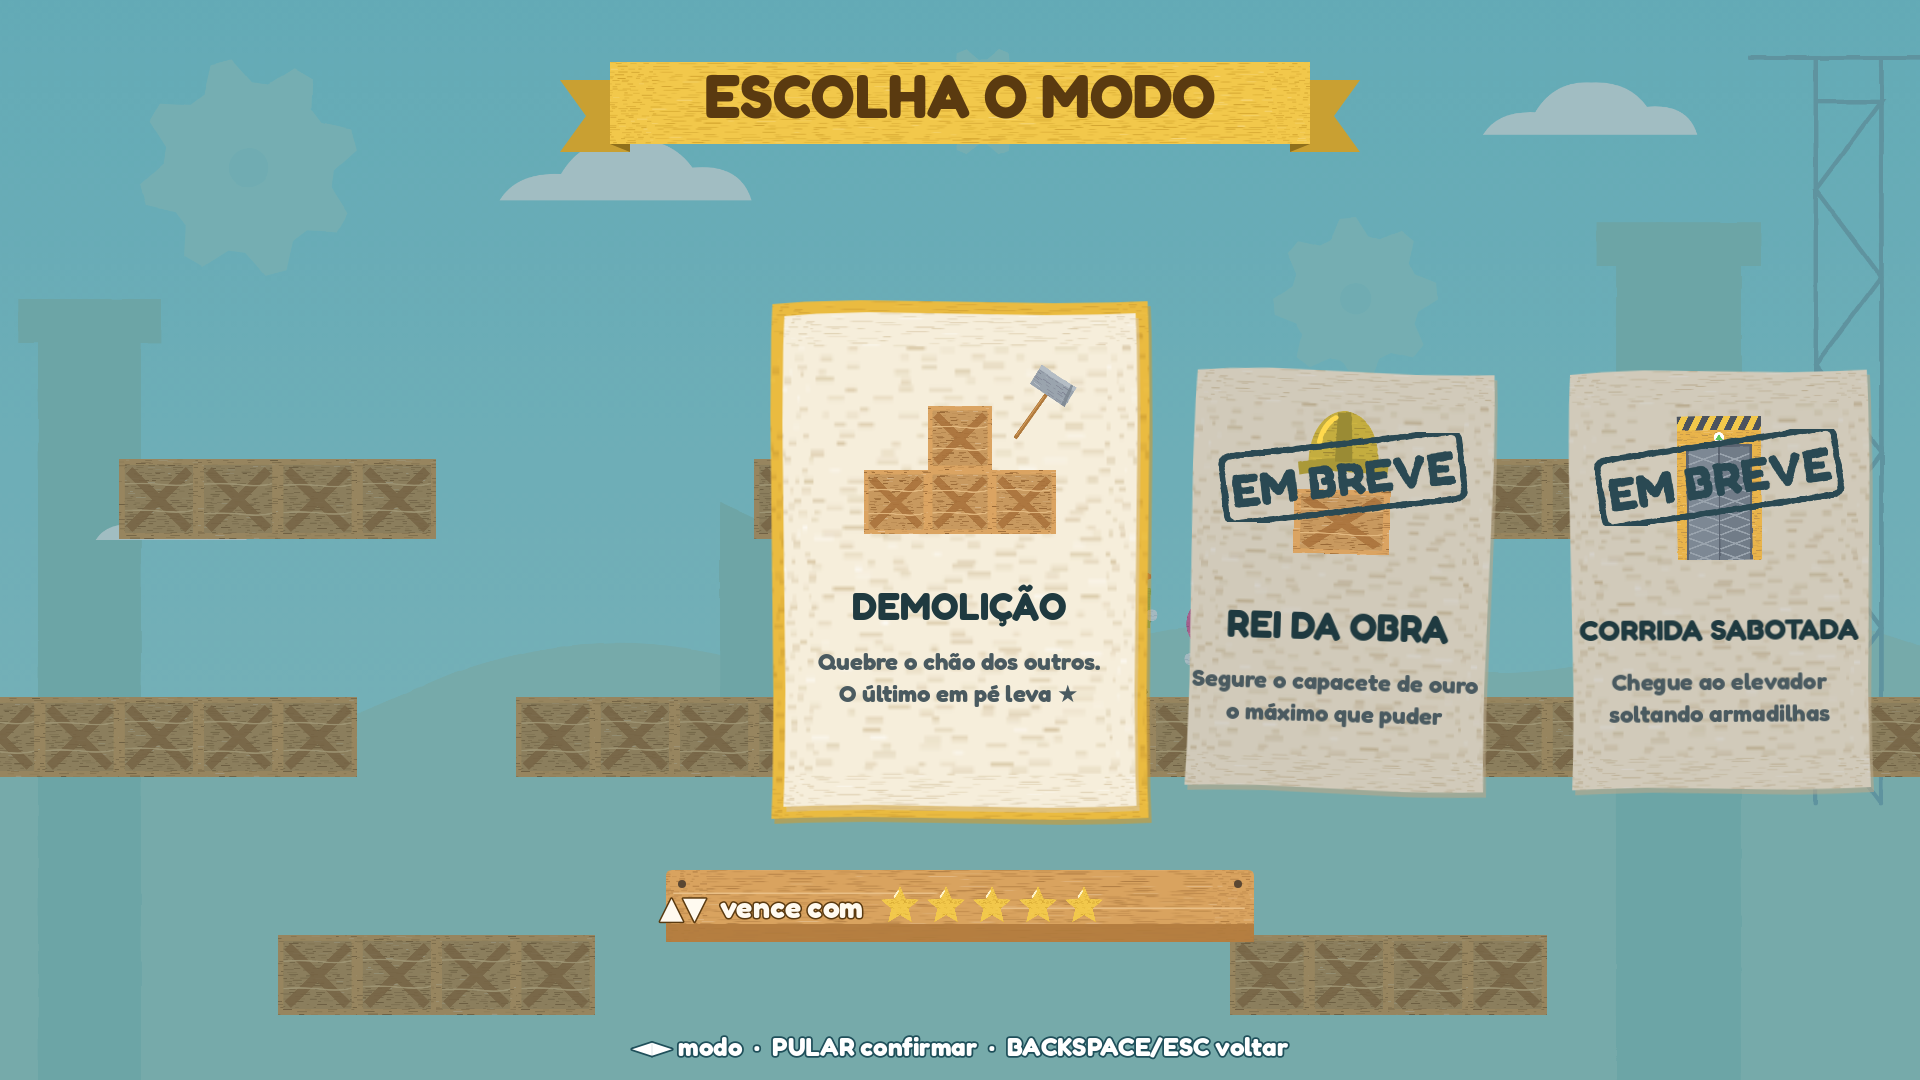 ESCOLHA O MODO
DEMOLIÇÃO
Quebre o chão dos outros.
O último em pé leva ★
EM BREVE
REI DA OBRA
Segure o capacete de ouro
o máximo que puder
EM BREVE
CORRIDA SABOTADA
Chegue ao elevador
soltando armadilhas
vence com
modo · PULAR confirmar · BACKSPACE/ESC voltar